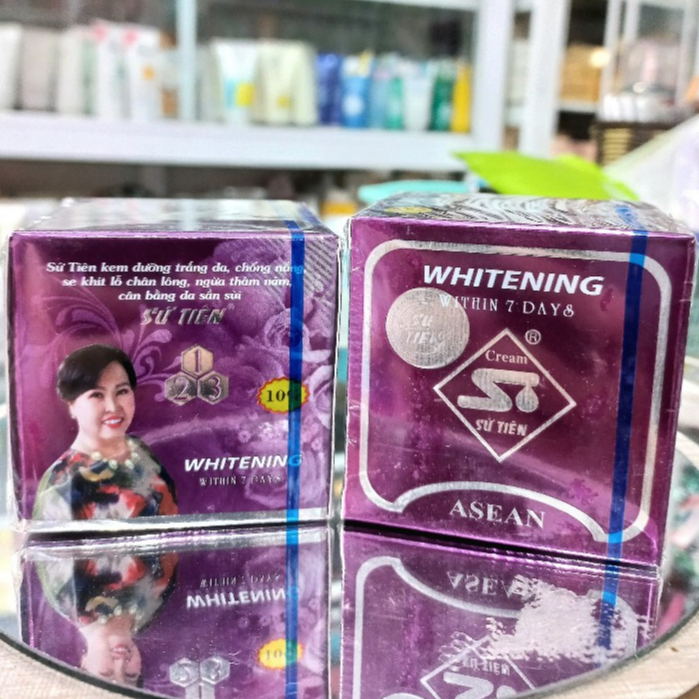 Sứ Tiên kem dưỡng trắng da, chống nắng,
se khít lỗ chân lông, ngừa thâm nám,
cân bằng da sần sùi
SỨ TIÊN
1
2 3
WHITENING
WITHIN 7 DAYS
WHITENING
WITHIN 7 DAYS
SỨ
TIÊN
®
Cream
SỨ TIÊN
ASEAN